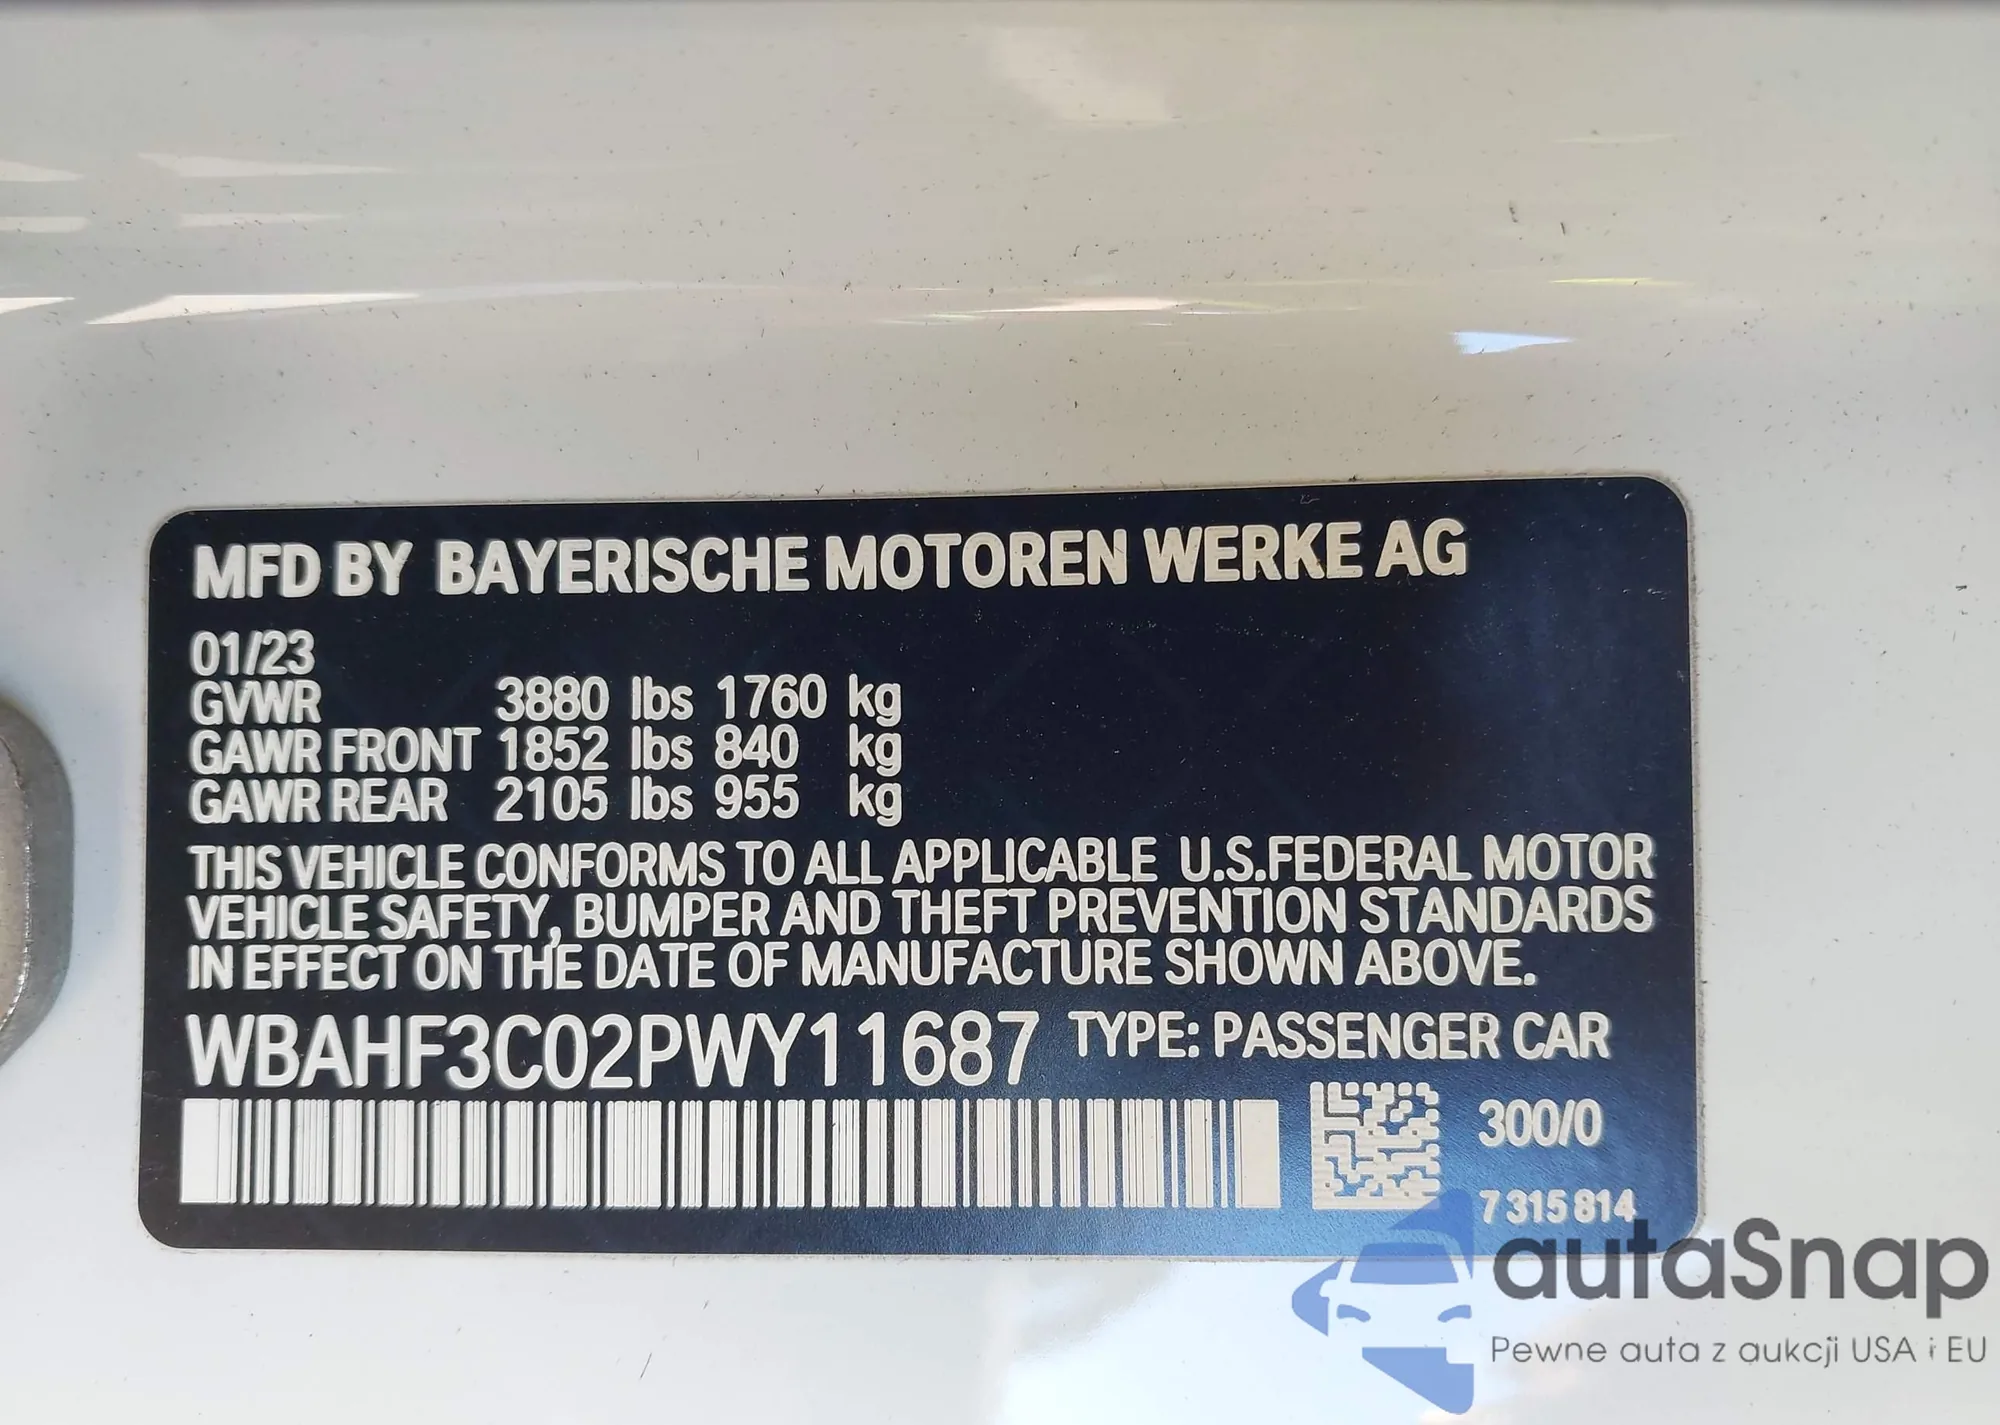 MFD BY BAYERISCHE MOTOREN WERKE AG
01/23
GVWR 3880 lbs 1760 kg
GAWR FRONT 1852 lbs 840 kg
GAWR REAR 2105 lbs 955 kg
THIS VEHICLE CONFORMS TO ALL APPLICABLE U.S.FEDERAL MOTOR
VEHICLE SAFETY, BUMPER AND THEFT PREVENTION STANDARDS
IN EFFECT ON THE DATE OF MANUFACTURE SHOWN ABOVE.
WBAHF3C02PWY11687 TYPE: PASSENGER CAR
300/0
7 315 814
autaSnap
Pewne auta z aukcji USA i EU